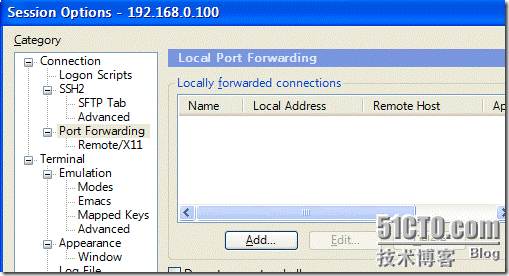 Session Options - 192.168.0.100
Category
Connection
Logon Scripts
SSH2
SFTP Tab
Advanced
Port Forwarding
Remote/X11
Terminal
Emulation
Modes
Emacs
Mapped Keys
Advanced
Appearance
Window
Log File
Local Port Forwarding
Locally forwarded connections
Name Local Address Remote Host
Add... Edit...
51CTO.com
技术博客 Blog